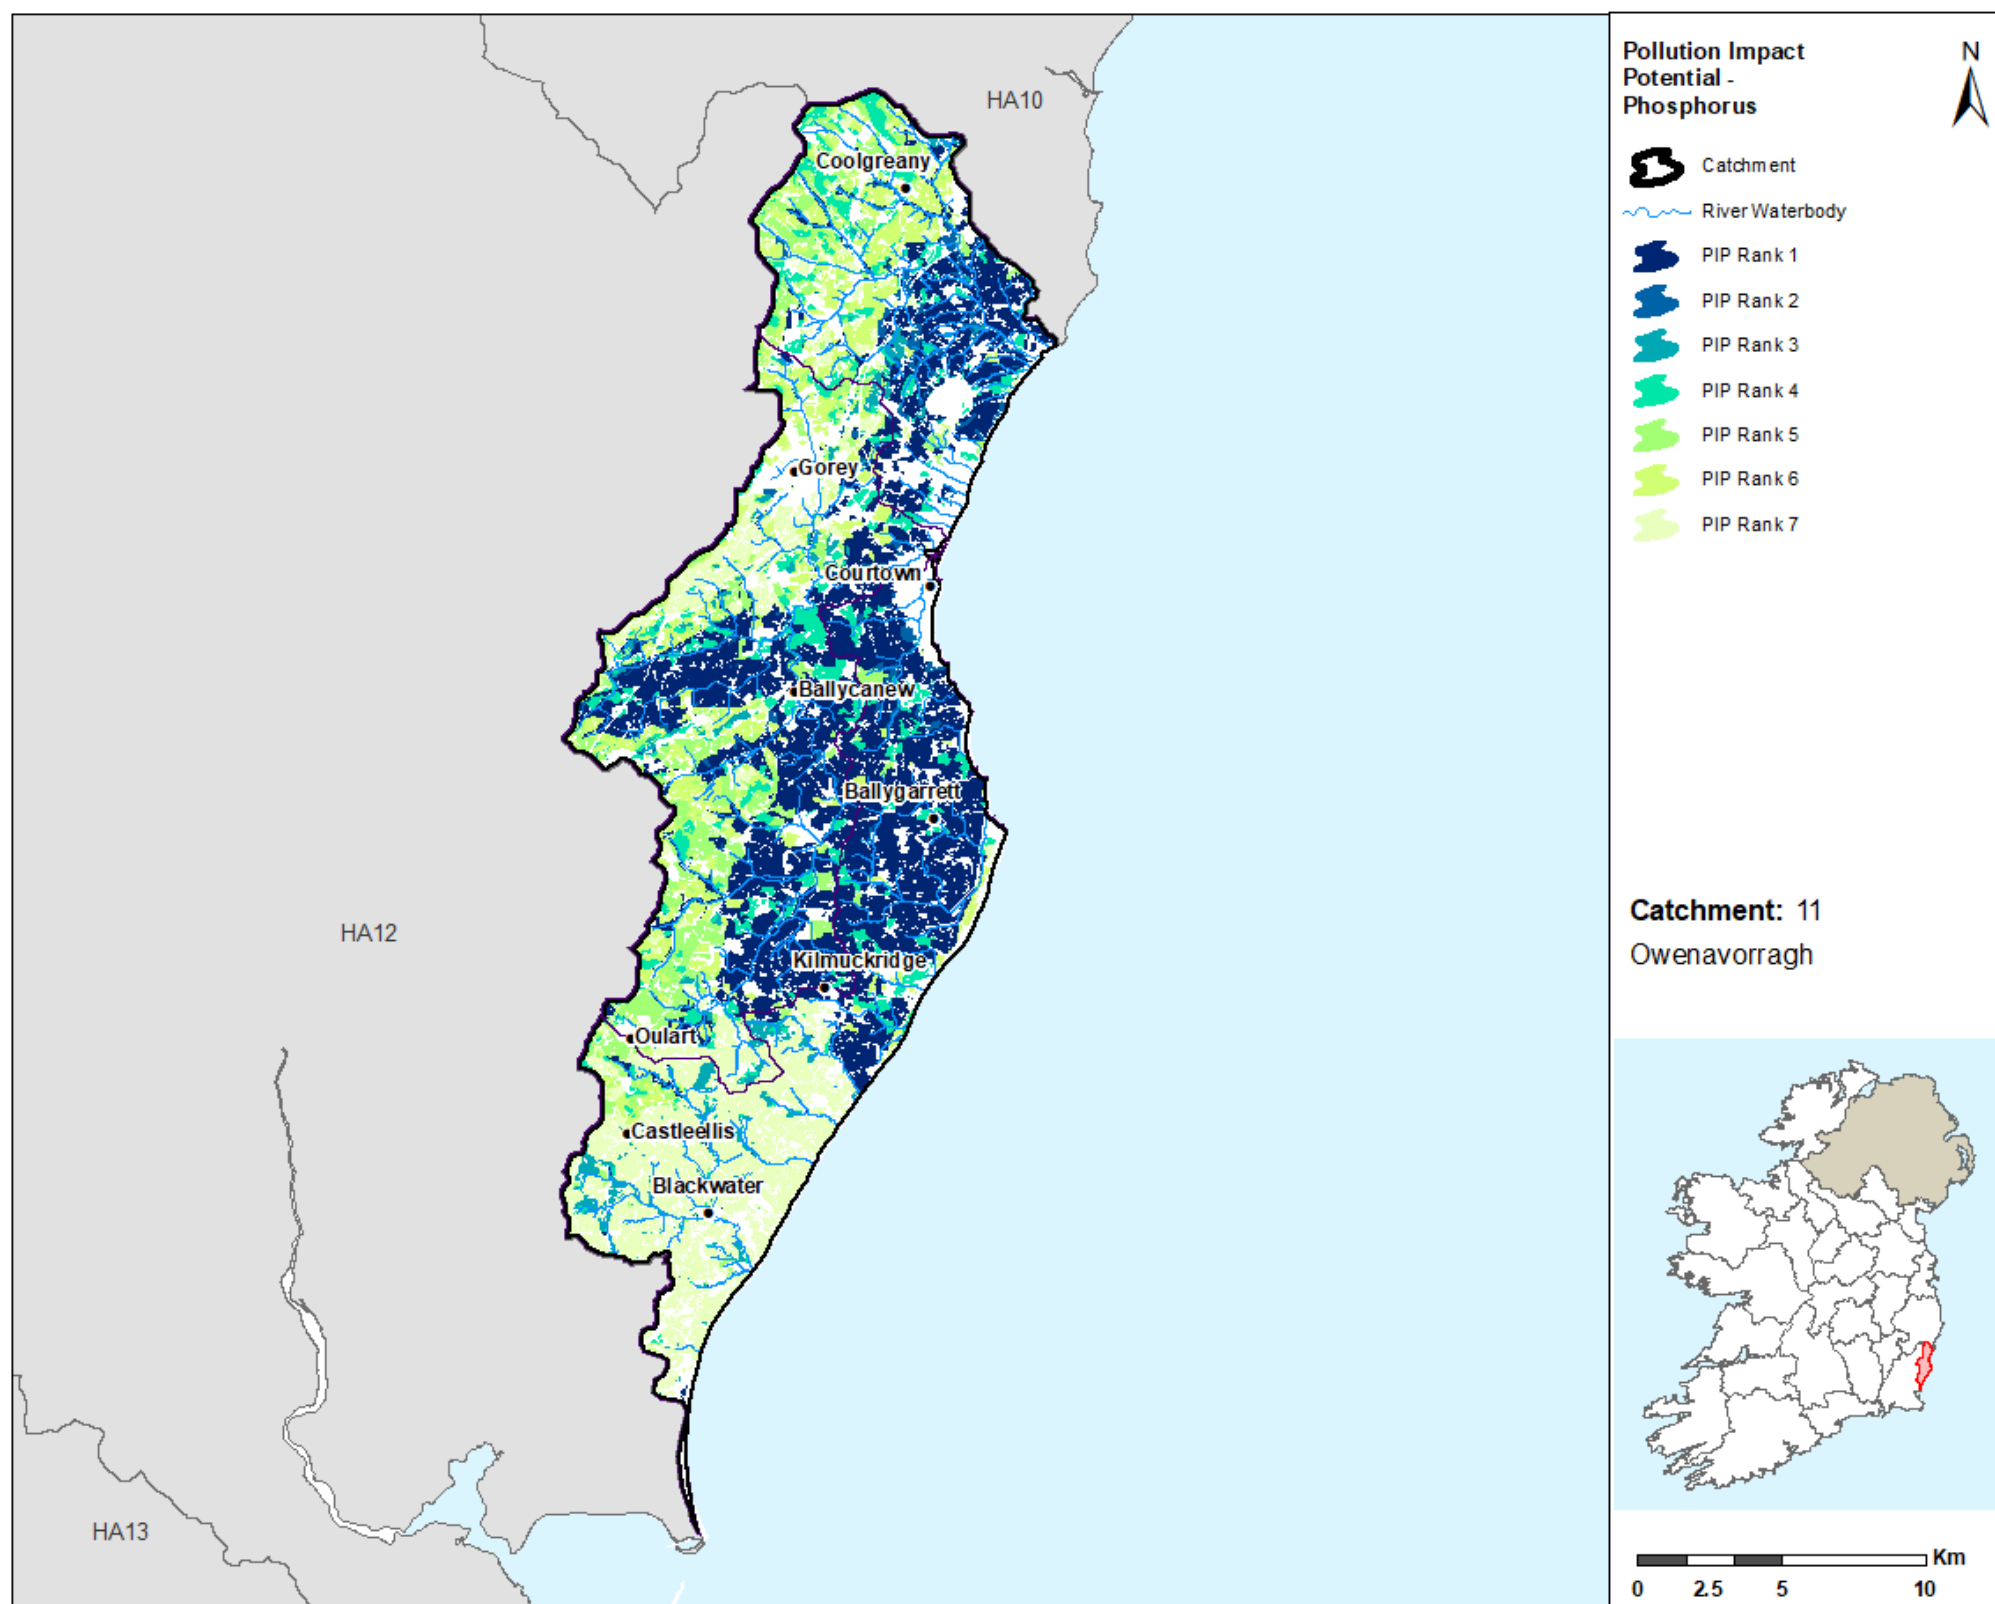 HA10
Coolgreany
Gorey
Courtown
Ballycanew
Ballygarrett
HA12
Kilmuckridge
Oulart
Castleellis
Blackwater
HA13
Pollution Impact
Potential -
Phosphorus
N
Catchment
River Waterbody
PIP Rank 1
PIP Rank 2
PIP Rank 3
PIP Rank 4
PIP Rank 5
PIP Rank 6
PIP Rank 7
Catchment: 11
Owenavorragh
Km
0 2.5 5 10